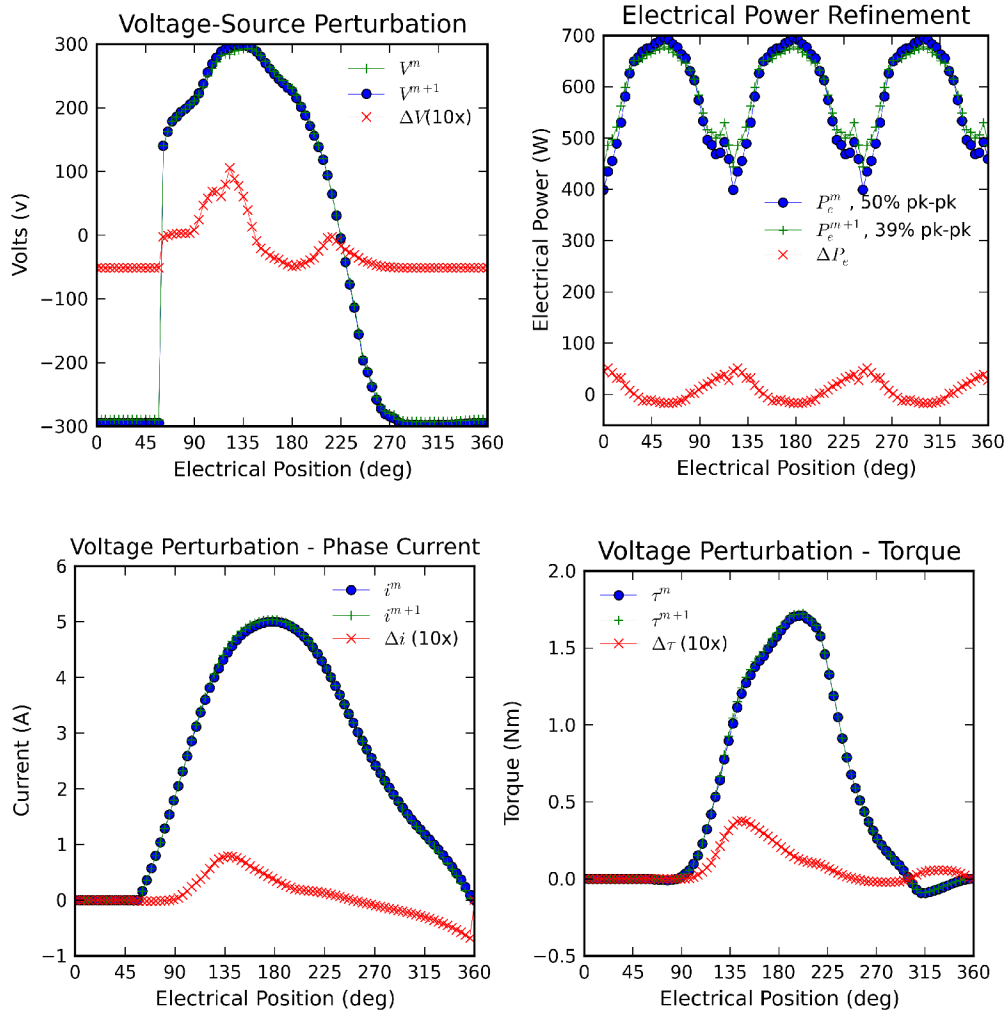 Voltage-Source Perturbation
300
200
100
0
−100
−200
−300
Volts (v)
V^m
V^{m+1}
ΔV(10x)
0 45 90 135 180 225 270 315 360
Electrical Position (deg)
Electrical Power Refinement
700
600
500
400
300
200
100
0
Electrical Power (W)
P_e^m , 50% pk-pk
P_e^{m+1} , 39% pk-pk
ΔP_e
0 45 90 135 180 225 270 315 360
Electrical Position (deg)
Voltage Perturbation - Phase Current
6
5
4
3
2
1
0
−1
Current (A)
i^m
i^{m+1}
Δi (10x)
0 45 90 135 180 225 270 315 360
Electrical Position (deg)
Voltage Perturbation - Torque
2.0
1.5
1.0
0.5
0.0
−0.5
Torque (Nm)
τ^m
τ^{m+1}
Δτ (10x)
0 45 90 135 180 225 270 315 360
Electrical Position (deg)